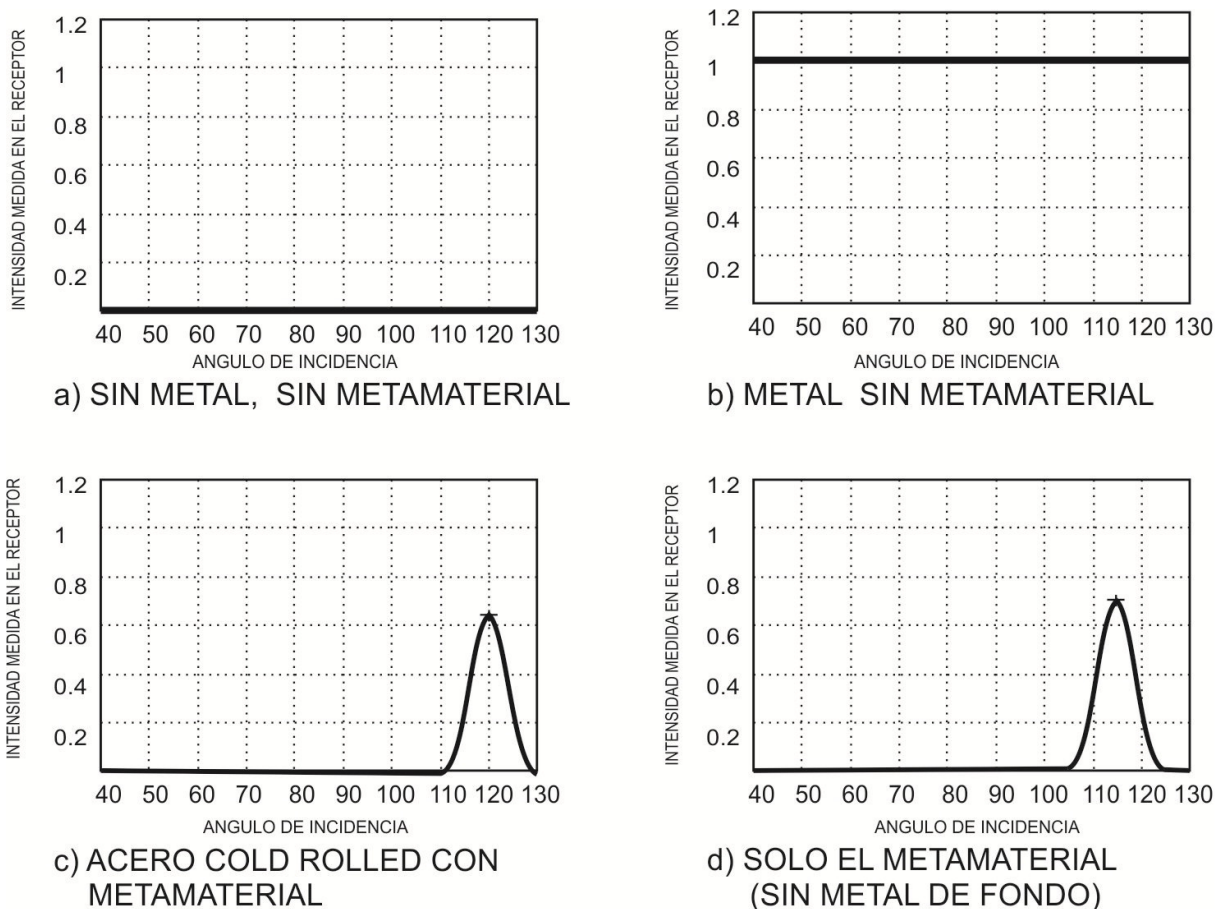 INTENSIDAD MEDIDA EN EL RECEPTOR
1.2
1
0.8
0.6
0.4
0.2
40 50 60 70 80 90 100 110 120 130
ANGULO DE INCIDENCIA
a) SIN METAL, SIN METAMATERIAL
INTENSIDAD MEDIDA EN EL RECEPTOR
1.2
1
0.8
0.6
0.4
0.2
40 50 60 70 80 90 100 110 120 130
ANGULO DE INCIDENCIA
b) METAL SIN METAMATERIAL
INTENSIDAD MEDIDA EN EL RECEPTOR
1.2
1
0.8
0.6
0.4
0.2
40 50 60 70 80 90 100 110 120 130
ANGULO DE INCIDENCIA
c) ACERO COLD ROLLED CON
METAMATERIAL
INTENSIDAD MEDIDA EN EL RECEPTOR
1.2
1
0.8
0.6
0.4
0.2
40 50 60 70 80 90 100 110 120 130
ANGULO DE INCIDENCIA
d) SOLO EL METAMATERIAL
(SIN METAL DE FONDO)